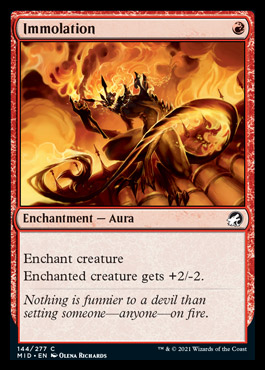 Immolation
Enchantment — Aura
Enchant creature
Enchanted creature gets +2/-2.
Nothing is funnier to a devil than
setting someone—anyone—on fire.
144/277 C
MID • EN Olena Richards
™ & © 2021 Wizards of the Coast